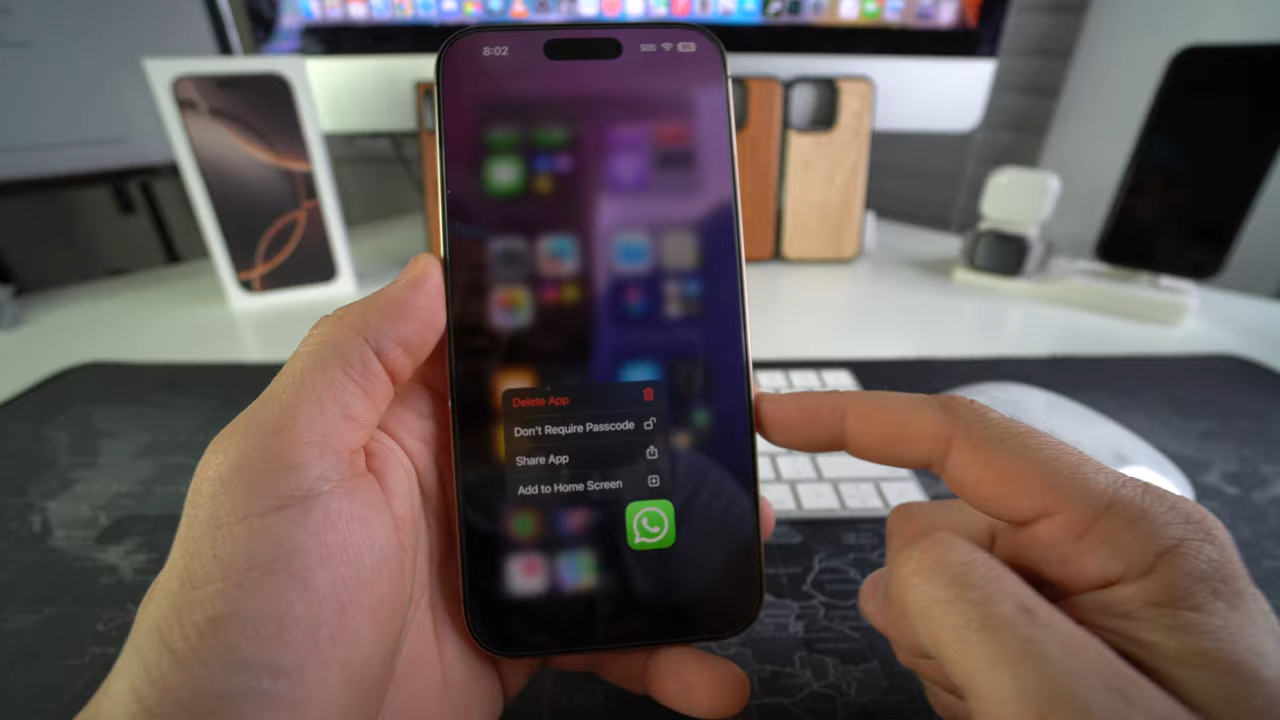 8:02
SOS
Delete App
Don't Require Passcode
Share App
Add to Home Screen